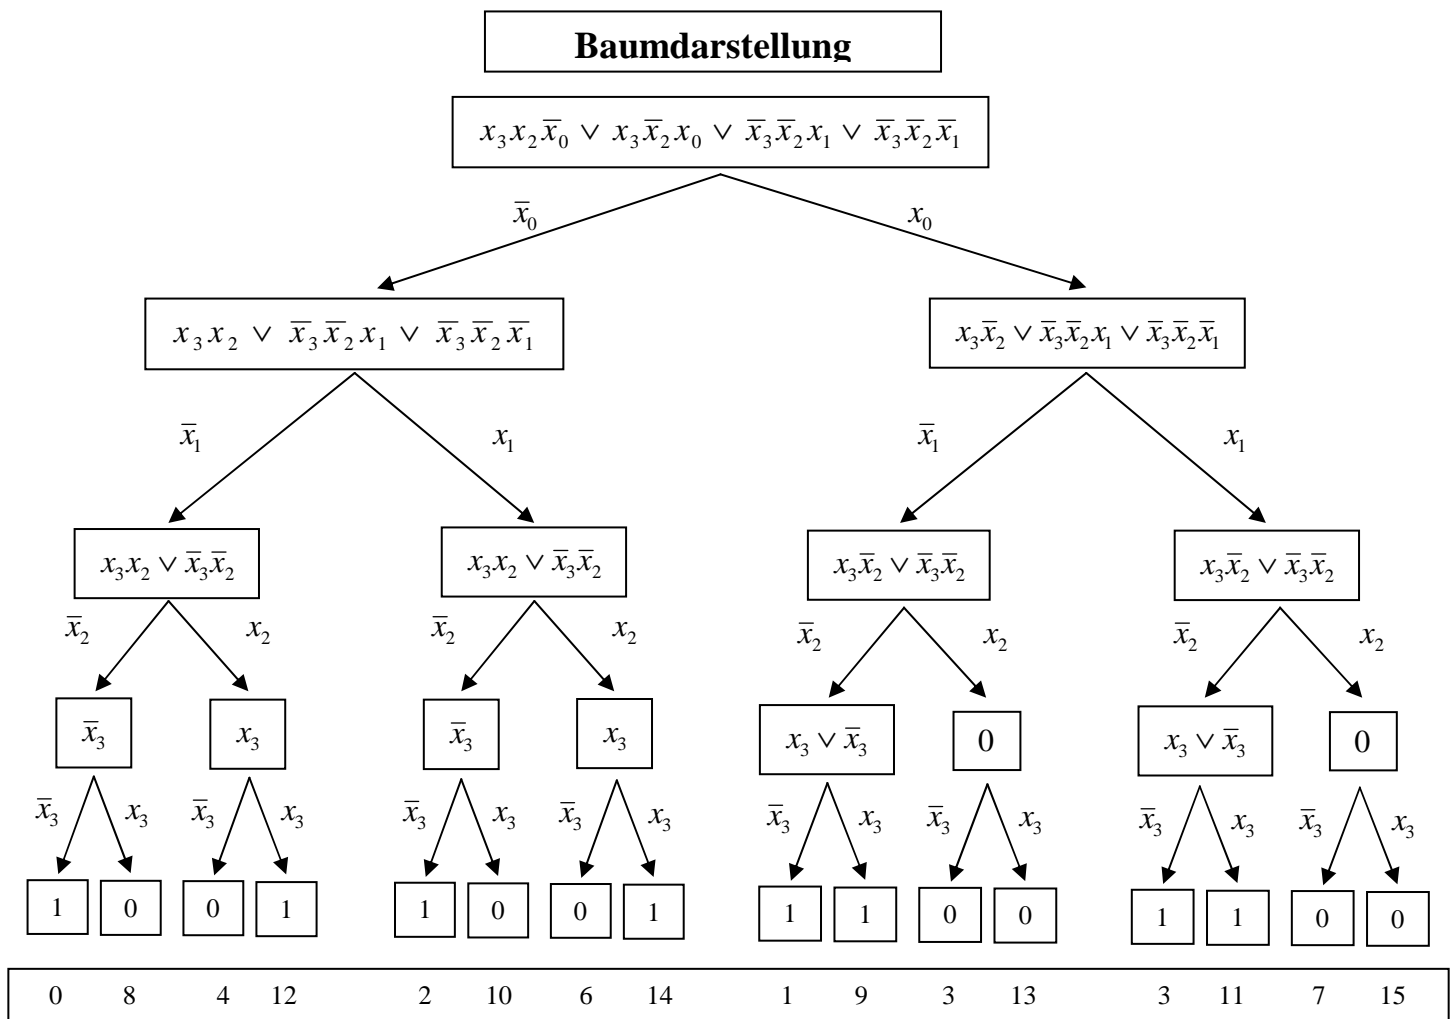 Baumdarstellung
x₃x₂x̅₀ ∨ x₃x̅₂x₀ ∨ x̅₃x̅₂x₁ ∨ x̅₃x̅₂x̅₁
x̅₀ x₀
x₃x₂ ∨ x̅₃x̅₂x₁ ∨ x̅₃x̅₂x̅₁ x₃x̅₂ ∨ x̅₃x̅₂x₁ ∨ x̅₃x̅₂x̅₁
x̅₁ x₁ x̅₁ x₁
x₃x₂ ∨ x̅₃x̅₂ x₃x₂ ∨ x̅₃x̅₂ x₃x̅₂ ∨ x̅₃x̅₂ x₃x̅₂ ∨ x̅₃x̅₂
x̅₂ x₂ x̅₂ x₂ x̅₂ x₂ x̅₂ x₂
x̅₃ x₃ x̅₃ x₃ x₃ ∨ x̅₃ 0 x₃ ∨ x̅₃ 0
x̅₃ x₃ x̅₃ x₃ x̅₃ x₃ x̅₃ x₃ x̅₃ x₃ x̅₃ x₃ x̅₃ x₃ x̅₃ x₃
1 0 0 1 1 0 0 1 1 1 0 0 1 1 0 0
0 8 4 12 2 10 6 14 1 9 3 13 3 11 7 15